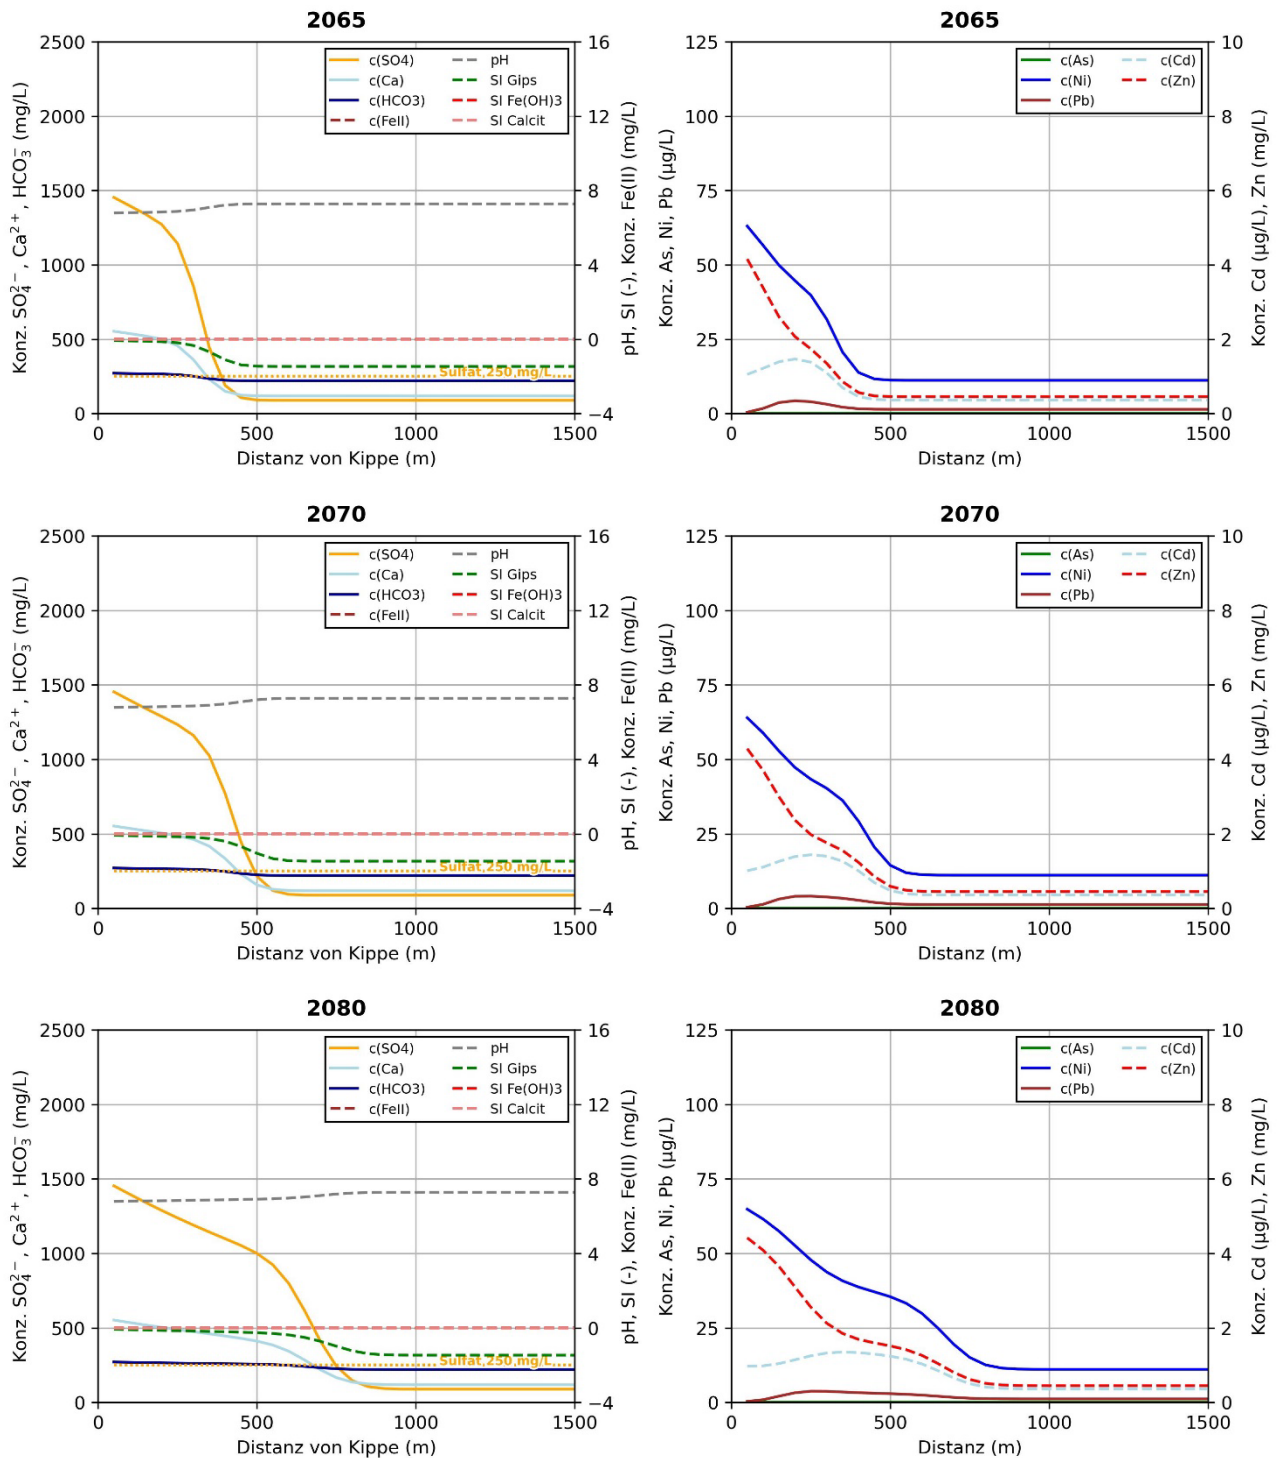 2065
2500
2000
1500
1000
500
0
16
12
8
4
0
−4
0 500 1000 1500
Konz. SO₄²⁻, Ca²⁺, HCO₃⁻ (mg/L)
pH, SI (-), Konz. Fe(II) (mg/L)
Distanz von Kippe (m)
c(SO4) pH
c(Ca) SI Gips
c(HCO3) SI Fe(OH)3
c(FeII) SI Calcit
Sulfat 250 mg/L
2065
125
100
75
50
25
0
10
8
6
4
2
0
0 500 1000 1500
Konz. As, Ni, Pb (µg/L)
Konz. Cd (µg/L), Zn (mg/L)
Distanz (m)
c(As) c(Cd)
c(Ni) c(Zn)
c(Pb)
2070
2500
2000
1500
1000
500
0
16
12
8
4
0
−4
0 500 1000 1500
Konz. SO₄²⁻, Ca²⁺, HCO₃⁻ (mg/L)
pH, SI (-), Konz. Fe(II) (mg/L)
Distanz von Kippe (m)
c(SO4) pH
c(Ca) SI Gips
c(HCO3) SI Fe(OH)3
c(FeII) SI Calcit
Sulfat 250 mg/L
2070
125
100
75
50
25
0
10
8
6
4
2
0
0 500 1000 1500
Konz. As, Ni, Pb (µg/L)
Konz. Cd (µg/L), Zn (mg/L)
Distanz (m)
c(As) c(Cd)
c(Ni) c(Zn)
c(Pb)
2080
2500
2000
1500
1000
500
0
16
12
8
4
0
−4
0 500 1000 1500
Konz. SO₄²⁻, Ca²⁺, HCO₃⁻ (mg/L)
pH, SI (-), Konz. Fe(II) (mg/L)
Distanz von Kippe (m)
c(SO4) pH
c(Ca) SI Gips
c(HCO3) SI Fe(OH)3
c(FeII) SI Calcit
Sulfat 250 mg/L
2080
125
100
75
50
25
0
10
8
6
4
2
0
0 500 1000 1500
Konz. As, Ni, Pb (µg/L)
Konz. Cd (µg/L), Zn (mg/L)
Distanz (m)
c(As) c(Cd)
c(Ni) c(Zn)
c(Pb)